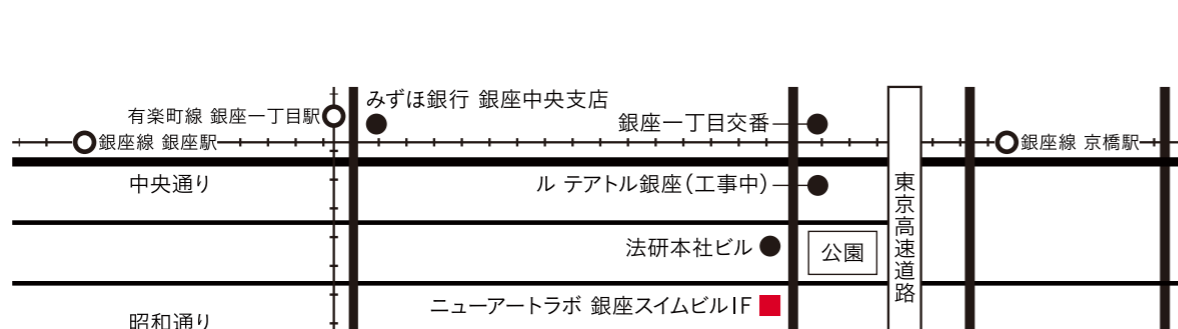 みずほ銀行 銀座中央支店
有楽町線 銀座一丁目駅
銀座一丁目交番
銀座線 銀座駅
銀座線 京橋駅
中央通り
ル テアトル銀座(工事中)
東京高速道路
法研本社ビル
公園
ニューアートラボ 銀座スイムビル1F
昭和通り